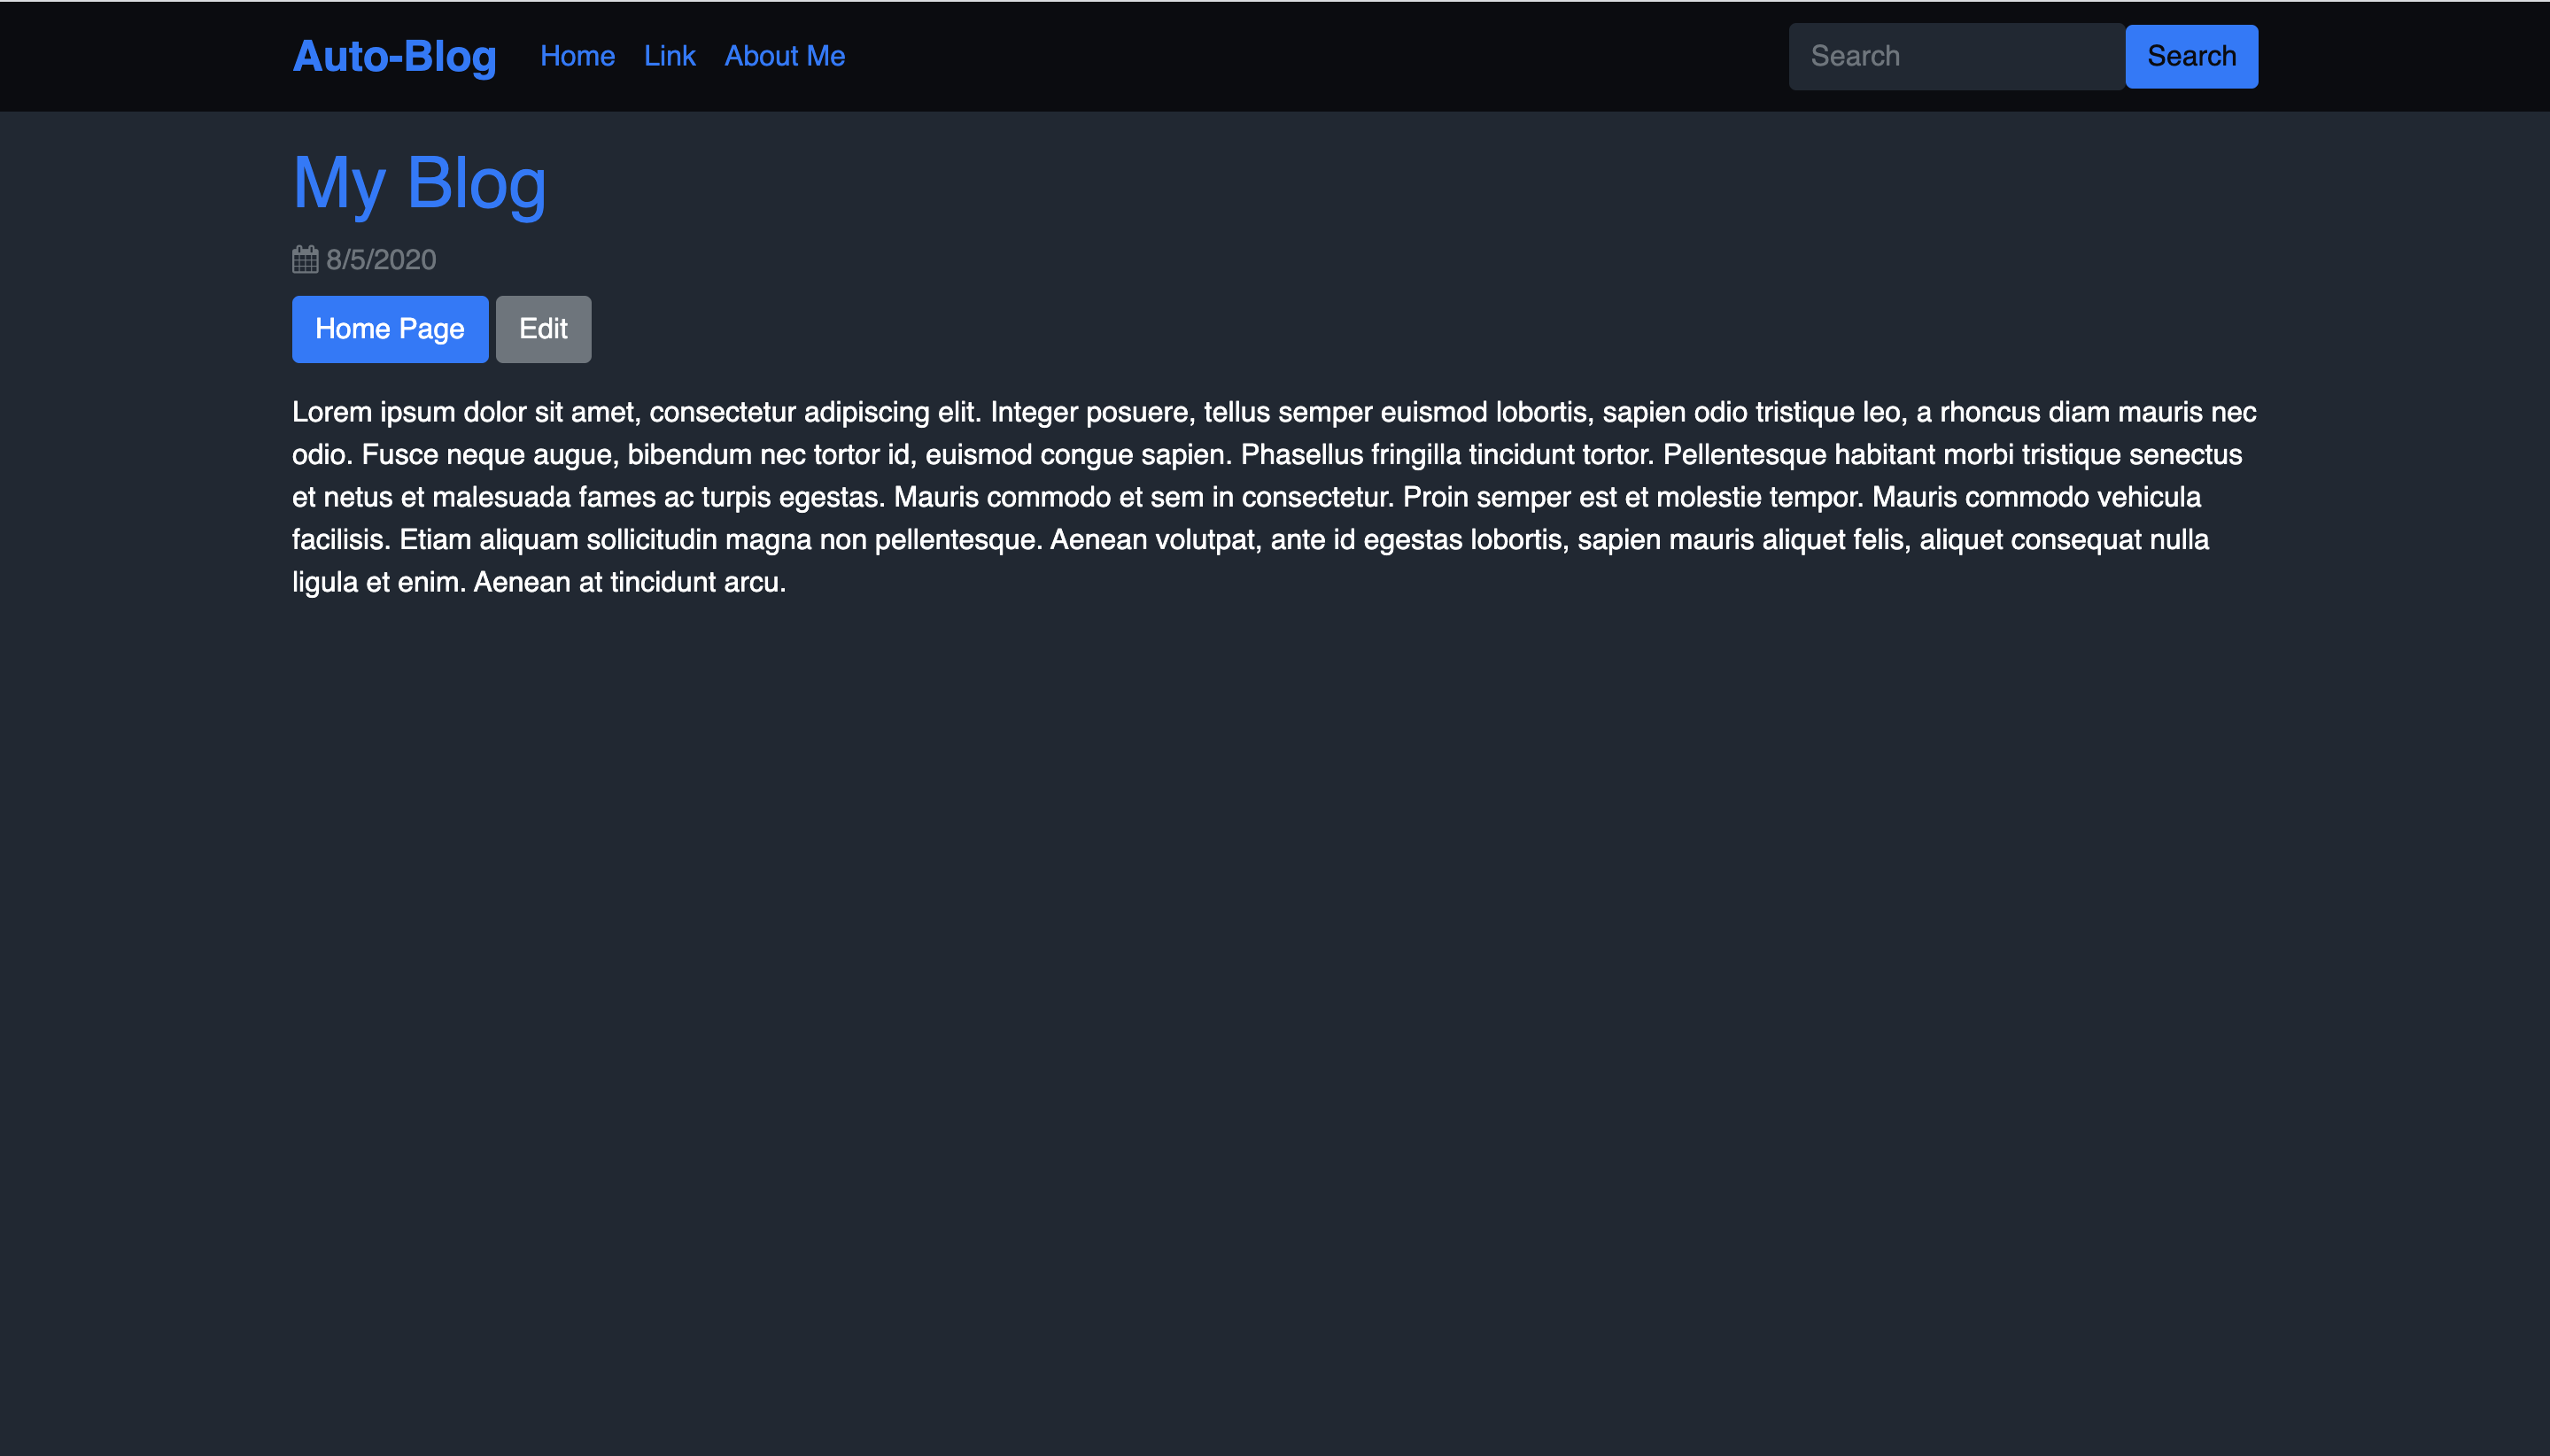 Auto-Blog Home Link About Me Search Search
My Blog
8/5/2020
Home Page Edit
Lorem ipsum dolor sit amet, consectetur adipiscing elit. Integer posuere, tellus semper euismod lobortis, sapien odio tristique leo, a rhoncus diam mauris nec
odio. Fusce neque augue, bibendum nec tortor id, euismod congue sapien. Phasellus fringilla tincidunt tortor. Pellentesque habitant morbi tristique senectus
et netus et malesuada fames ac turpis egestas. Mauris commodo et sem in consectetur. Proin semper est et molestie tempor. Mauris commodo vehicula
facilisis. Etiam aliquam sollicitudin magna non pellentesque. Aenean volutpat, ante id egestas lobortis, sapien mauris aliquet felis, aliquet consequat nulla
ligula et enim. Aenean at tincidunt arcu.